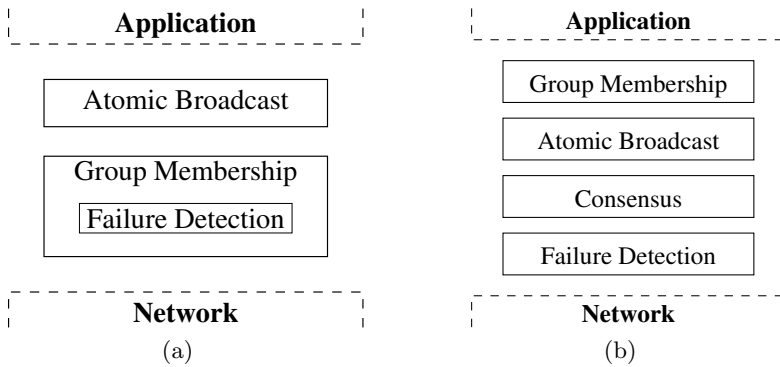 Application
Atomic Broadcast
Group Membership
Failure Detection
Network
(a)
Application
Group Membership
Atomic Broadcast
Consensus
Failure Detection
Network
(b)